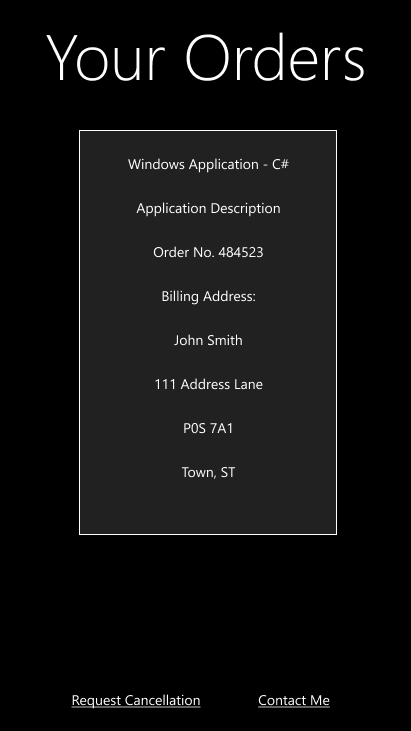 Your Orders
Windows Application - C#
Application Description
Order No. 484523
Billing Address:
John Smith
111 Address Lane
P0S 7A1
Town, ST
Request Cancellation
Contact Me